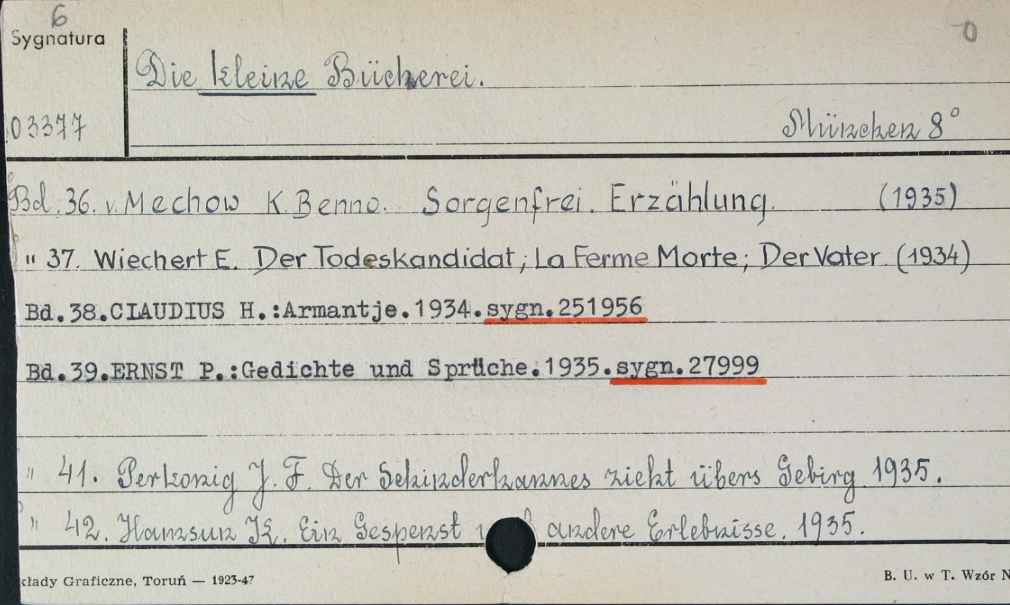 6
Sygnatura
0
Die kleine Bücherei.
03377
München 8°
Bd. 36. v. Mechow K. Benno. Sorgenfrei. Erzählung. (1935)
" 37. Wiechert E. Der Todeskandidat; La Ferme Morte; Der Vater (1934)
Bd.38.CLAUDIUS H.:Armantje.1934.sygn.251956
Bd.39.ERNST P.:Gedichte und Sprüche.1935.sygn.27999
" 41. Perkonig J. F. Der Schinderhannes zieht übers Gebirg 1935.
" 42. Hamsun K. Ein Gespenst andere Erlebnisse. 1935.
kłady Graficzne, Toruń — 1923-47
B. U. w T. Wzór N